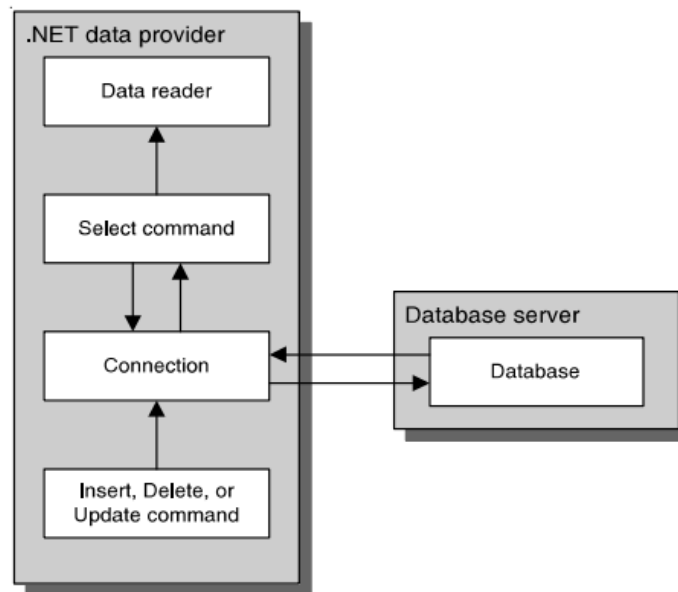 .NET data provider
Data reader
Select command
Connection
Insert, Delete, or
Update command
Database server
Database